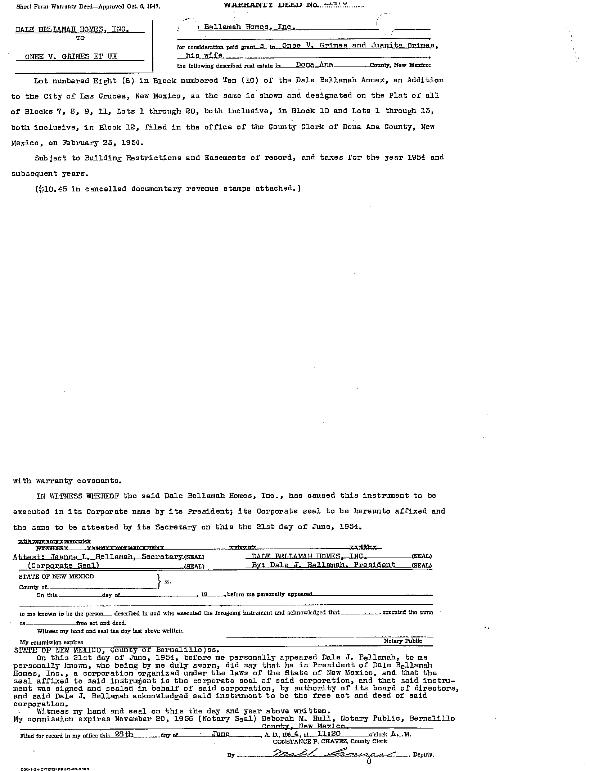 Short Form Warranty Deed—Approved Oct. 4, 1947.
WARRANTY DEED NO.
DALE BELLAMAH HOMES, INC.
TO
ONEE V. GRIMES ET UX
Bellamah Homes, Inc.
for consideration paid grant s to Onee V. Grimes and Juanita Grimes,
his wife
the following described real estate in Dona Ana County, New Mexico:
Lot numbered Eight (8) in Block numbered Ten (10) of the Dale Bellamah Annex, an Addition
to the City of Las Cruces, New Mexico, as the same is shown and designated on the Plat of all
of Blocks 7, 8, 9, 11, Lots 1 through 20, both inclusive, in Block 10 and Lots 1 through 13,
both inclusive, in Block 12, filed in the office of the County Clerk of Dona Ana County, New
Mexico, on February 23, 1954.
Subject to Building Restrictions and Easements of record, and taxes for the year 1954 and
subsequent years.
($10.45 in cancelled documentary revenue stamps attached.)
with warranty covenants.
IN WITNESS WHEREOF the said Dale Bellamah Homes, Inc., has caused this instrument to be
executed in its Corporate name by its President; its Corporate seal to be hereunto affixed and
the same to be attested by its Secretary on this the 21st day of June, 1954.
Attest: Jeanne L. Bellamah, Secretary (SEAL) DALE BELLAMAH HOMES, INC. (SEAL)
(Corporate Seal) (SEAL) By: Dale J. Bellamah, President (SEAL)
STATE OF NEW MEXICO
County of } ss.
On this day of , 19 , before me personally appeared
to me known to be the person described in and who executed the foregoing instrument and acknowledged that executed the same
as free act and deed.
Witness my hand and seal the day last above written.
My commission expires Notary Public
STATE OF NEW MEXICO, County of Bernalillo)ss.
On this 21st day of June, 1954, before me personally appeared Dale J. Bellamah, to me
personally known, who being by me duly sworn, did say that he is President of Dale Bellamah
Homes, Inc., a corporation organized under the laws of the State of New Mexico, and that the
seal affixed to said instrument is the corporate seal of said corporation, and that said instru-
ment was signed and sealed in behalf of said corporation, by authority of its board of directors,
and said Dale J. Bellamah acknowledged said instrument to be the free act and deed of said
corporation.
Witness my hand and seal on this the day and year above written.
My commission expires November 20, 1956 (Notary Seal) Deborah M. Hull, Notary Public, Bernalillo
County, New Mexico.
Filed for record in my office this 29th day of June A. D., 1954, at 11:20 o'clock A. M.
CONSTANCE P. CHAVEZ, County Clerk
By , Deputy.